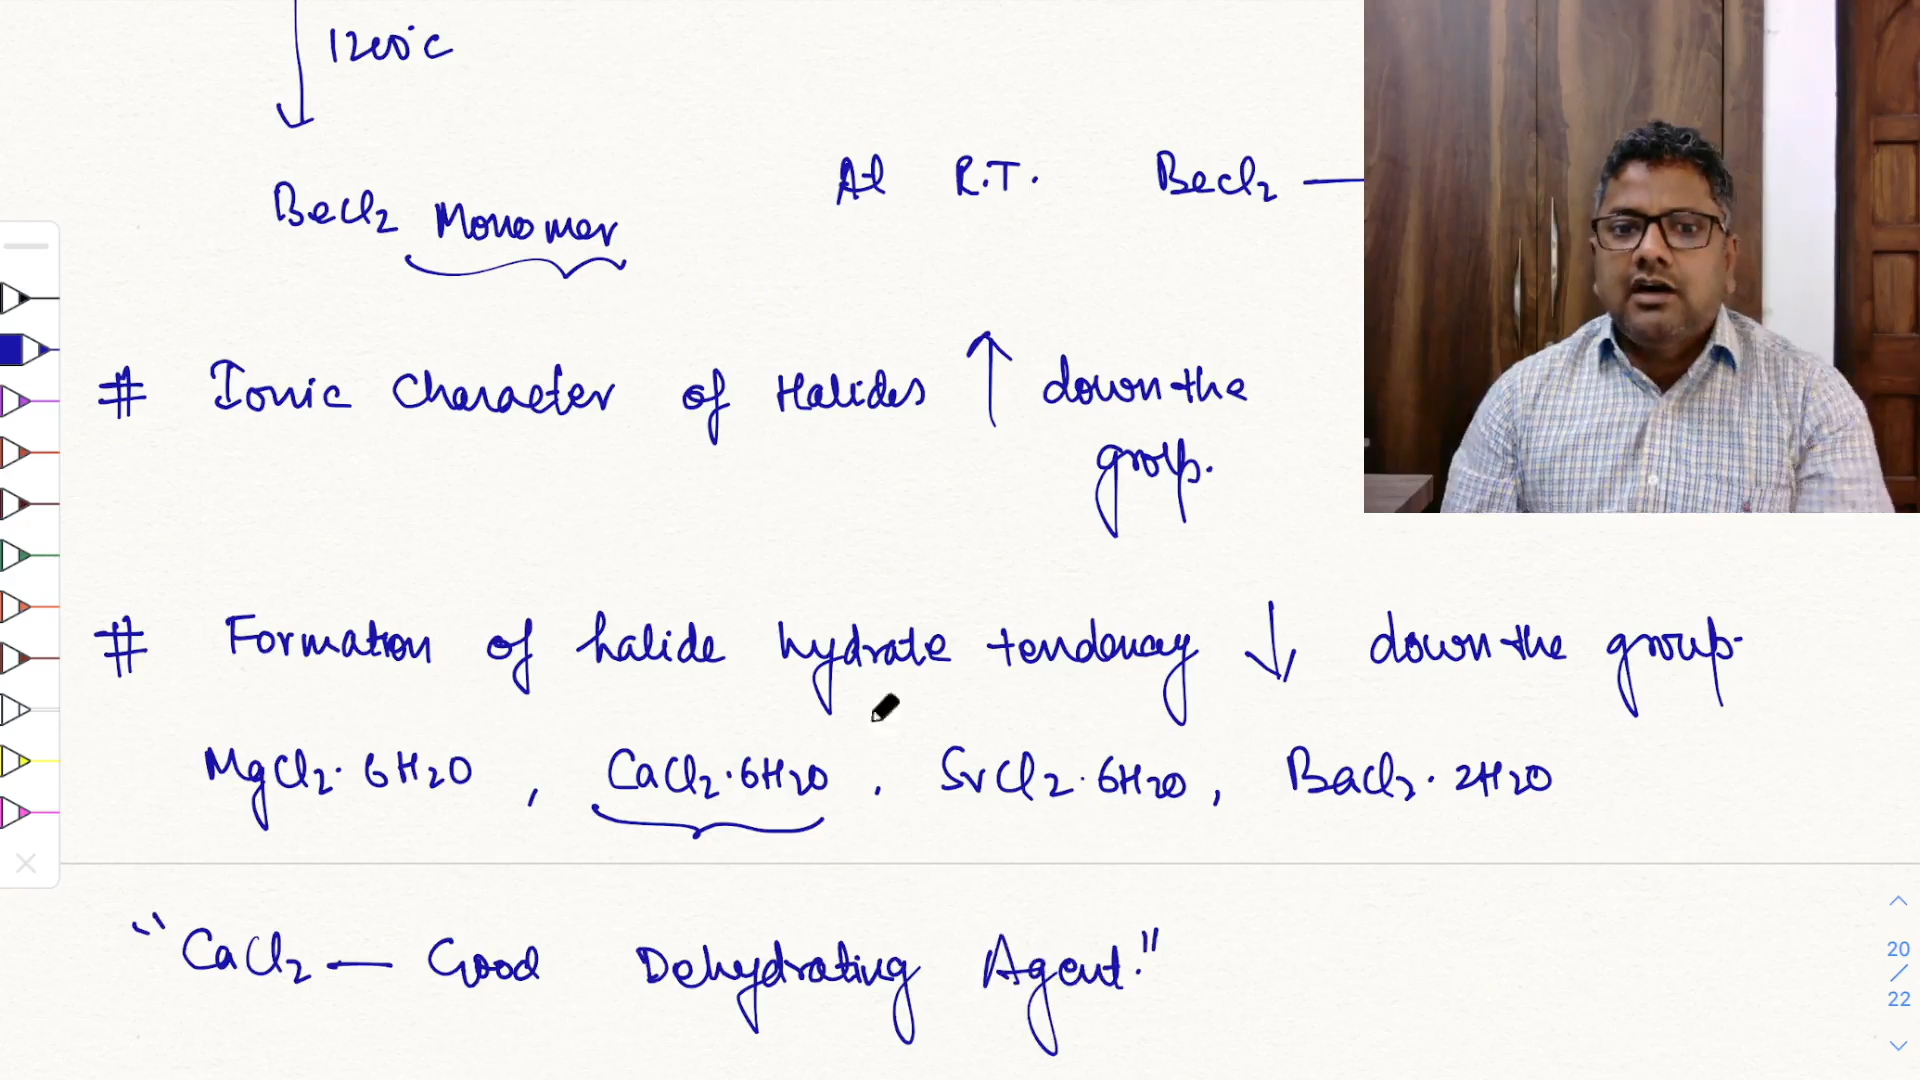 1200°C
BeCl2 Monomer
At R.T. BeCl2 —
# Ionic Character of Halides ↑ down the
group.
# Formation of halide hydrate tendency ↓ down the group.
MgCl2·6H2O , CaCl2·6H2O , SrCl2·6H2O , BaCl2·2H2O
"CaCl2 — Good Dehydrating Agent."
20
/
22